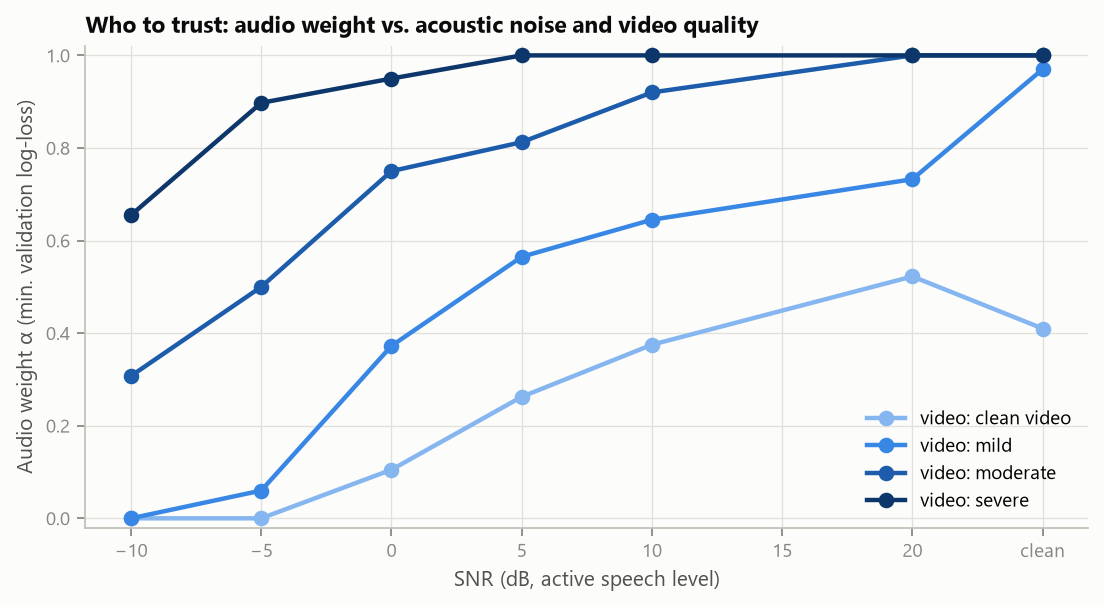 Who to trust: audio weight vs. acoustic noise and video quality
Audio weight α (min. validation log-loss)
1.0
0.8
0.6
0.4
0.2
0.0
−10
−5
0
5
10
15
20
clean
SNR (dB, active speech level)
video: clean video
video: mild
video: moderate
video: severe